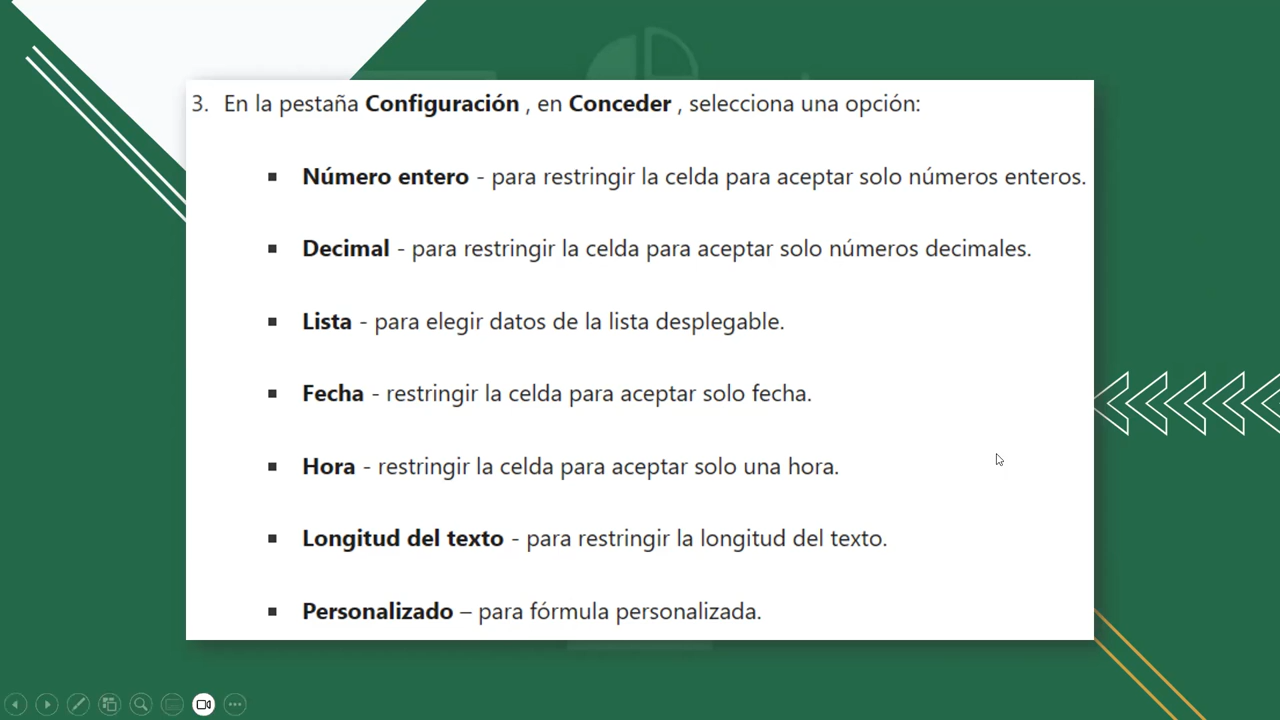 3. En la pestaña Configuración , en Conceder , selecciona una opción:
▪ Número entero - para restringir la celda para aceptar solo números enteros.
▪ Decimal - para restringir la celda para aceptar solo números decimales.
▪ Lista - para elegir datos de la lista desplegable.
▪ Fecha - restringir la celda para aceptar solo fecha.
▪ Hora - restringir la celda para aceptar solo una hora.
▪ Longitud del texto - para restringir la longitud del texto.
▪ Personalizado – para fórmula personalizada.